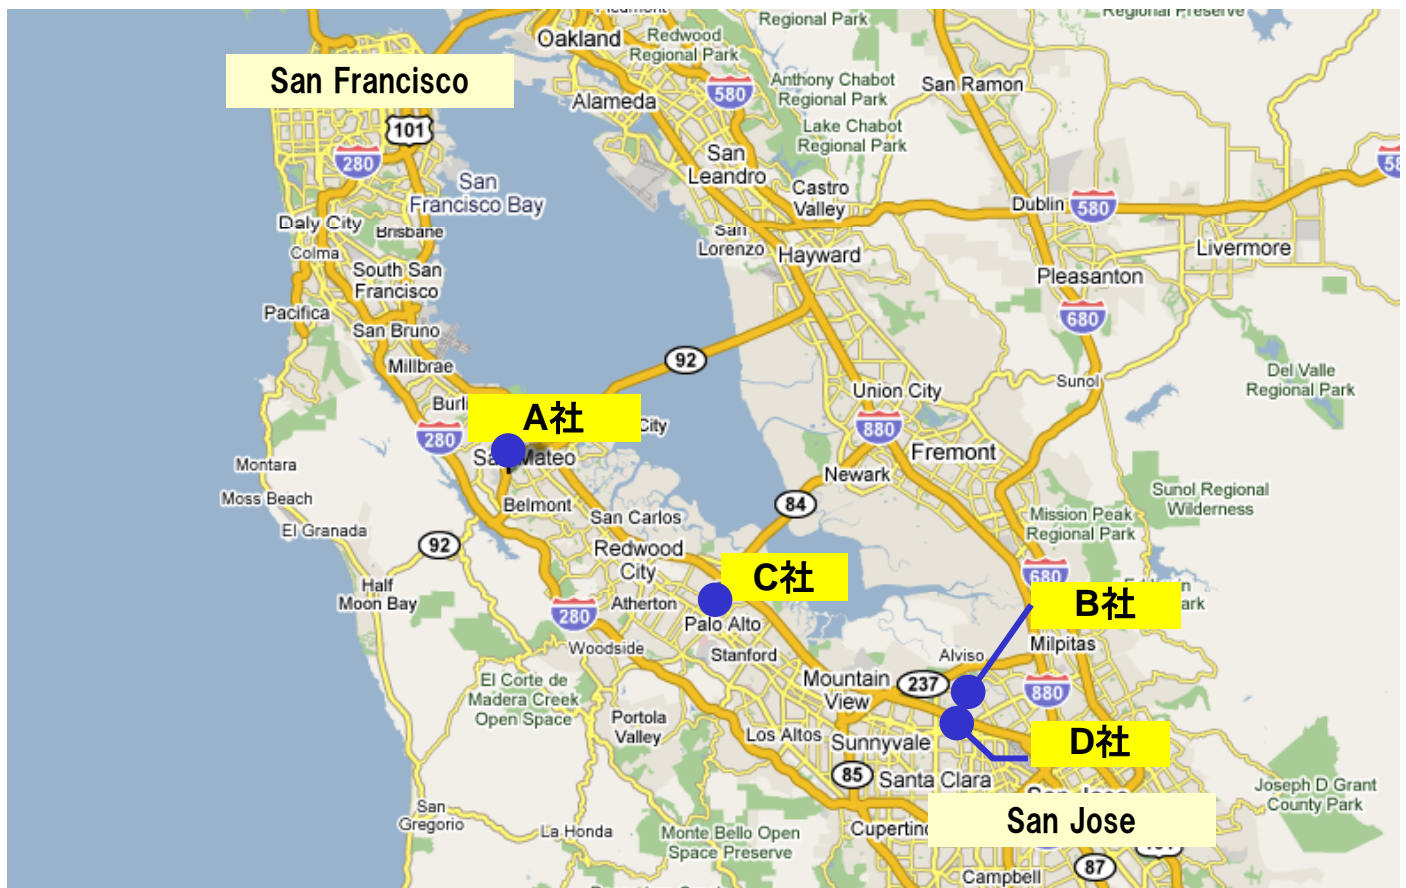 Oakland
Redwood
Regional Park
Regional Park
Regional Preserve
San Francisco
Alameda
580
Anthony Chabot
Regional Park
San Ramon
101
280
Lake Chabot
Regional Park
San
Leandro
Castro
Valley
580
Dublin
San
Francisco Bay
Daly City
Brisbane
Colma
San
Lorenzo
Hayward
Livermore
South San
Francisco
Pleasanton
Pacifica
San Bruno
680
Millbrae
92
Sunol
Del Valle
Regional Park
Union City
A社
City
280
880
San Mateo
Fremont
Montara
Newark
Moss Beach
Belmont
84
Sunol Regional
Wilderness
El Granada
San Carlos
Mission Peak
Regional Park
92
Redwood
City
C社
680
Half
Moon Bay
280
Atherton
B社
Palo Alto
Woodside
Stanford
Alviso
Milpitas
El Corte de
Madera Creek
Open Space
Mountain
View
237
880
Portola
Valley
Los Altos
Sunnyvale
D社
85
Santa Clara
Joseph D Grant
County Park
San
Gregorio
La Honda
Monte Bello Open
Space Preserve
Cupertino
San Jose
87
Campbell